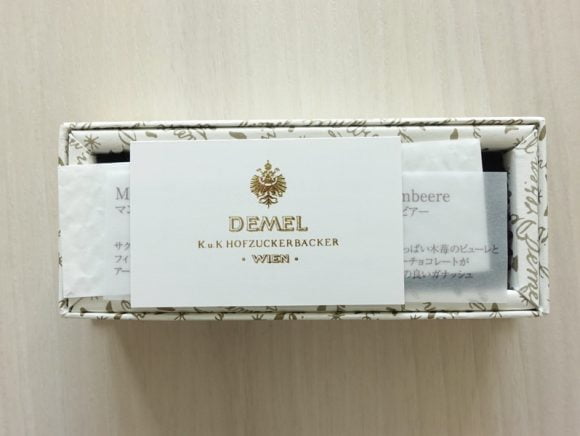 DEMEL
K.u.K HOFZUCKERBÄCKER
• WIEN •
M
マン
サク
フィ
アー
mbeere
ピアー
っぱい木苺のピューレと
ーチョコレートが
の良いガナッシュ